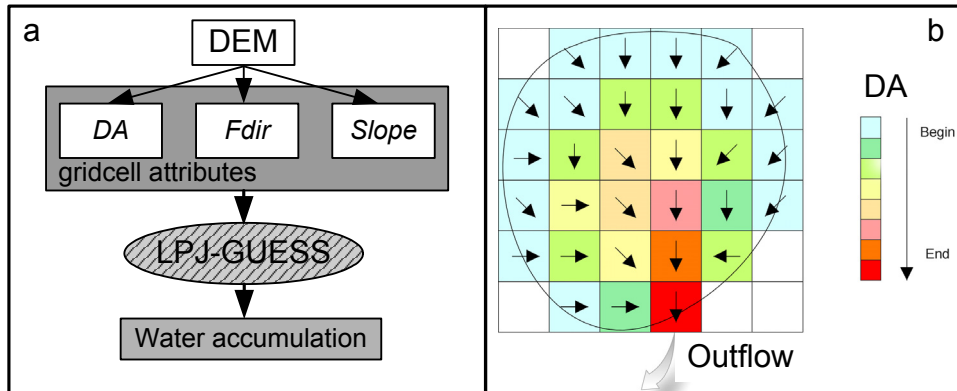 a
DEM
DA
Fdir
Slope
gridcell attributes
LPJ-GUESS
Water accumulation
b
DA
Begin
End
Outflow